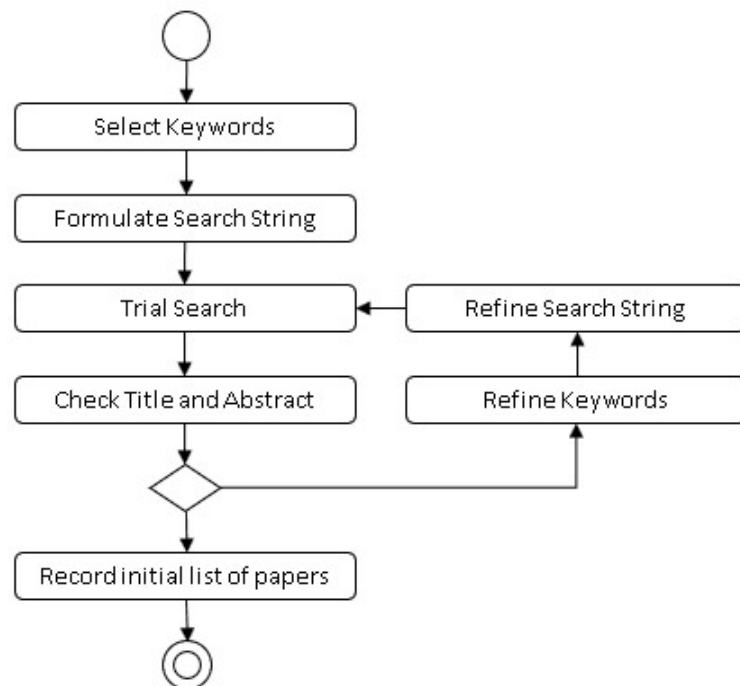 Select Keywords
Formulate Search String
Trial Search
Refine Search String
Check Title and Abstract
Refine Keywords
Record initial list of papers